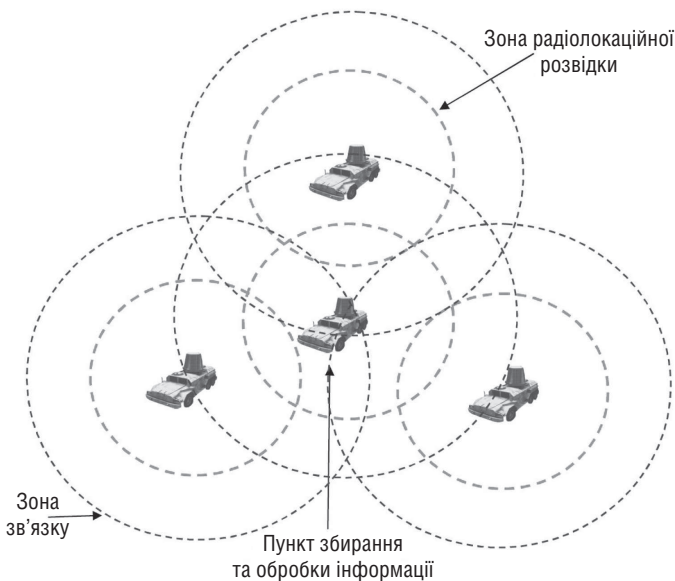 Зона радіолокаційної
розвідки
Зона
зв'язку
Пункт збирання
та обробки інформації